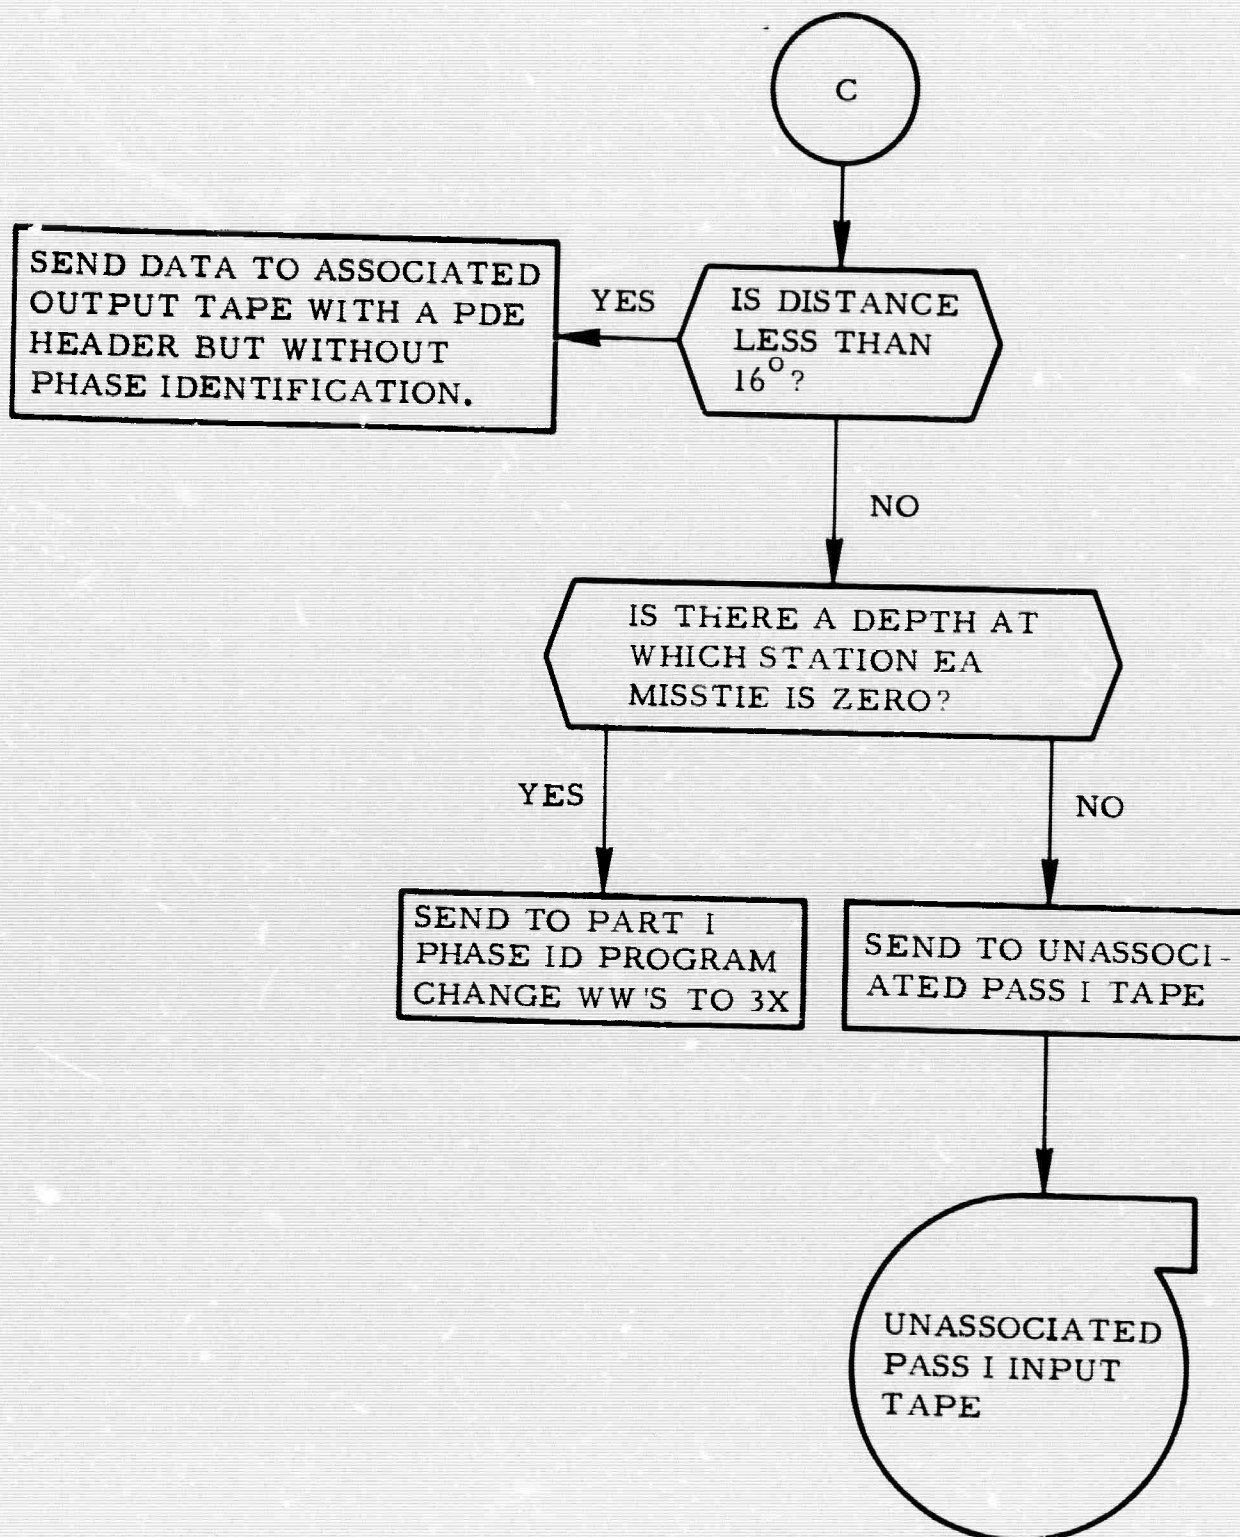 C
SEND DATA TO ASSOCIATED
OUTPUT TAPE WITH A PDE
HEADER BUT WITHOUT
PHASE IDENTIFICATION.
YES
IS DISTANCE
LESS THAN
16°?
NO
IS THERE A DEPTH AT
WHICH STATION EA
MISSTIE IS ZERO?
YES
NO
SEND TO PART I
PHASE ID PROGRAM
CHANGE WW'S TO 3X
SEND TO UNASSOCI-
ATED PASS I TAPE
UNASSOCIATED
PASS I INPUT
TAPE